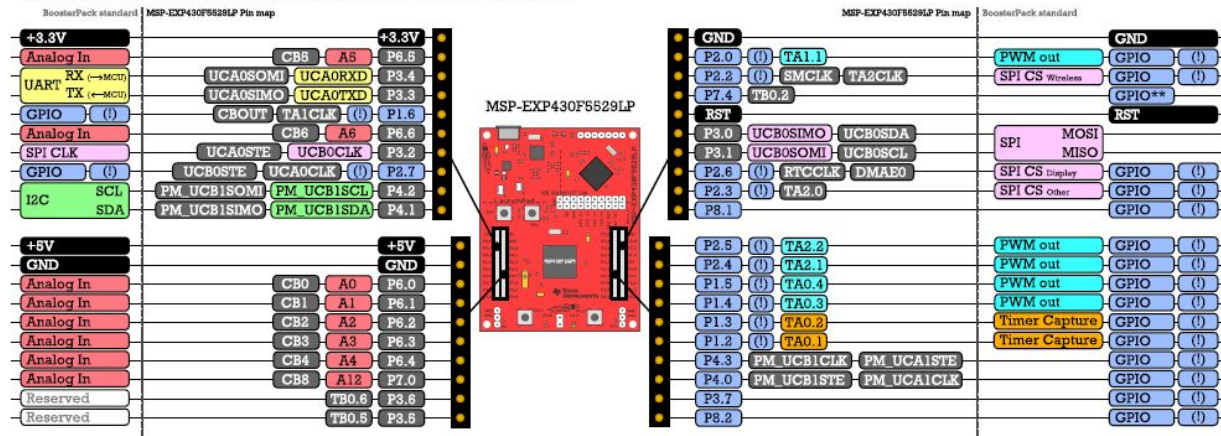 BoosterPack standard MSP-EXP430F5529LP Pin map
+3.3V +3.3V
Analog In CB5 A5 P6.5
UART RX (→MCU) UCA0SOMI UCA0RXD P3.4
TX (←MCU) UCA0SIMO UCA0TXD P3.3
GPIO (!) CBOUT TA1CLK (!) P1.6
Analog In CB6 A6 P6.6
SPI CLK UCA0STE UCB0CLK P3.2
GPIO (!) UCB0STE UCA0CLK (!) P2.7
I2C SCL PM_UCB1SOMI PM_UCB1SCL P4.2
SDA PM_UCB1SIMO PM_UCB1SDA P4.1
+5V +5V
GND GND
Analog In CB0 A0 P6.0
Analog In CB1 A1 P6.1
Analog In CB2 A2 P6.2
Analog In CB3 A3 P6.3
Analog In CB4 A4 P6.4
Analog In CB8 A12 P7.0
Reserved TB0.6 P3.6
Reserved TB0.5 P3.5
MSP-EXP430F5529LP
LaunchPad
Texas
Instruments
MSP-EXP430F5529LP Pin map BoosterPack standard
GND GND
P2.0 (!) TA1.1 PWM out GPIO (!)
P2.2 (!) SMCLK TA2CLK SPI CS Wireless GPIO (!)
P7.4 TB0.2 GPIO**
RST RST
P3.0 UCB0SIMO UCB0SDA SPI MOSI
P3.1 UCB0SOMI UCB0SCL MISO
P2.6 (!) RTCCLK DMAE0 SPI CS Display GPIO (!)
P2.3 (!) TA2.0 SPI CS Other GPIO (!)
P8.1 GPIO (!)
P2.5 (!) TA2.2 PWM out GPIO (!)
P2.4 (!) TA2.1 PWM out GPIO (!)
P1.5 (!) TA0.4 PWM out GPIO (!)
P1.4 (!) TA0.3 PWM out GPIO (!)
P1.3 (!) TA0.2 Timer Capture GPIO (!)
P1.2 (!) TA0.1 Timer Capture GPIO (!)
P4.3 PM_UCB1CLK PM_UCA1STE GPIO (!)
P4.0 PM_UCB1STE PM_UCA1CLK GPIO (!)
P3.7 GPIO (!)
P8.2 GPIO (!)